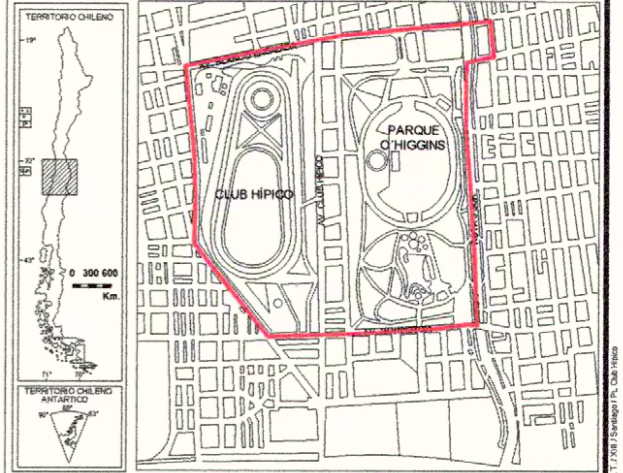 TERRITORIO CHILENO
19°
32°
43°
0 300 600
Km.
71°
70°
TERRITORIO CHILENO
ANTARTICO
90°
53°
CLUB HÍPICO
AV. CLUB HIPICO
PARQUE
O´HIGGINS
/ Santiago / PL Club Hípico